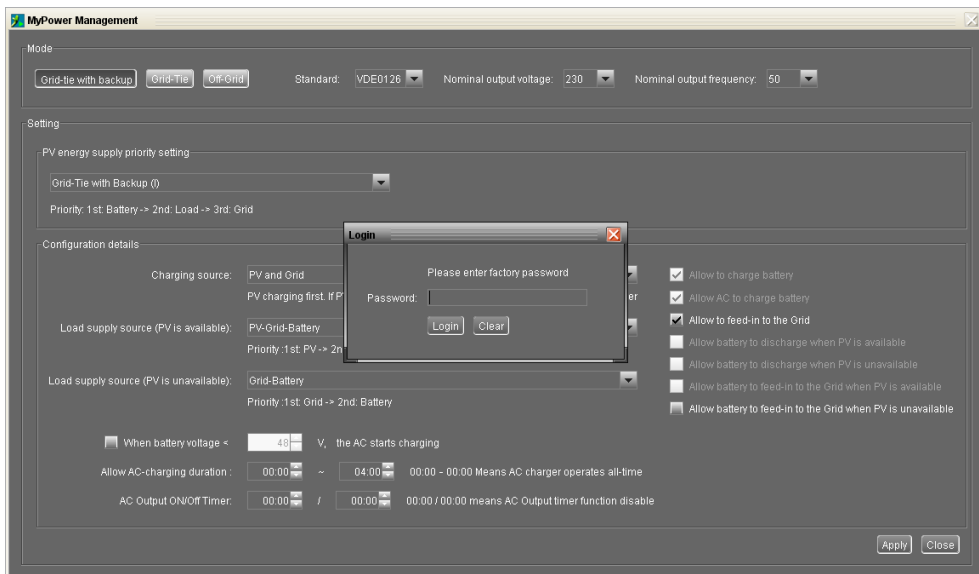 MyPower Management
Mode
Grid-tie with backup Grid-Tie Off-Grid Standard: VDE0126 Nominal output voltage: 230 Nominal output frequency: 50
Setting
PV energy supply priority setting
Grid-Tie with Backup (I)
Priority: 1st: Battery -> 2nd: Load -> 3rd: Grid
Configuration details
Login
Please enter factory password
Password:
Login Clear
Charging source: PV and Grid
PV charging first. If P er
Load supply source (PV is available): PV-Grid-Battery
Priority :1st: PV -> 2n
Load supply source (PV is unavailable): Grid-Battery
Priority :1st: Grid -> 2nd: Battery
Allow to charge battery
Allow AC to charge battery
Allow to feed-in to the Grid
Allow battery to discharge when PV is available
Allow battery to discharge when PV is unavailable
Allow battery to feed-in to the Grid when PV is available
Allow battery to feed-in to the Grid when PV is unavailable
When battery voltage < 48 V, the AC starts charging
Allow AC-charging duration : 00:00 ~ 04:00 00:00 - 00:00 Means AC charger operates all-time
AC Output ON/Off Timer: 00:00 / 00:00 00:00 / 00:00 means AC Output timer function disable
Apply Close